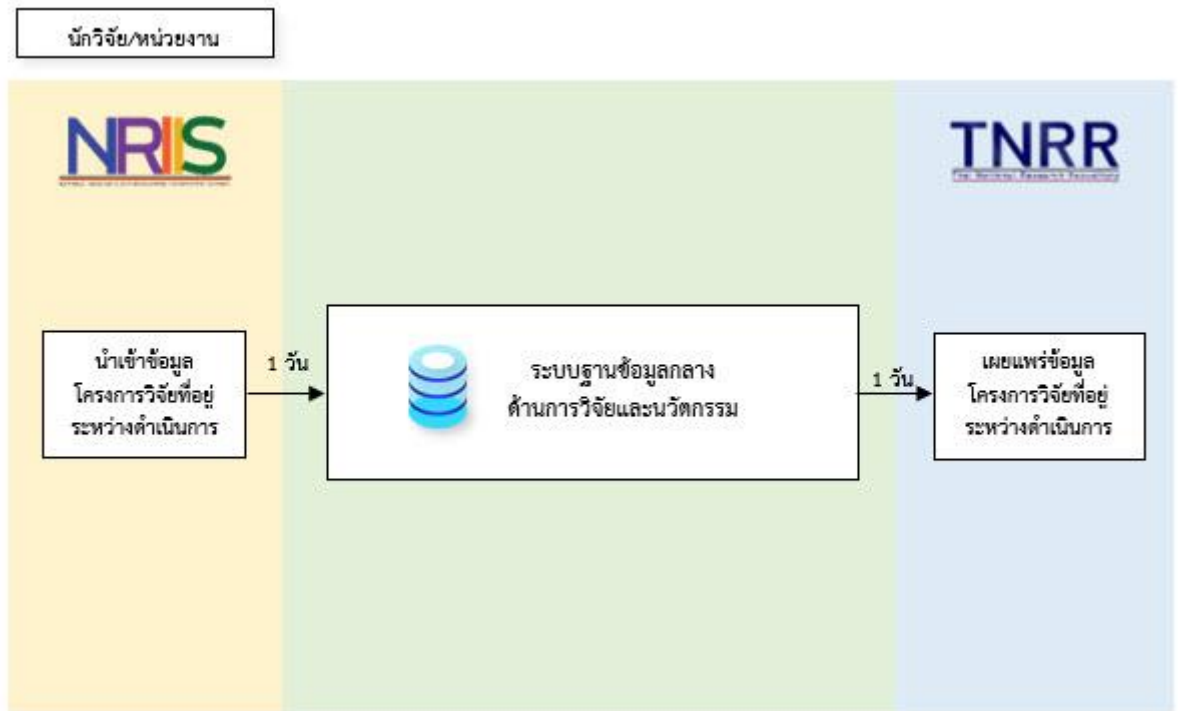 นักวิจัย/หน่วยงาน
NRIIS
TNRR
Thai National Research Repository
นำเข้าข้อมูล
โครงการวิจัยที่อยู่
ระหว่างดำเนินการ
1 วัน
ระบบฐานข้อมูลกลาง
ด้านการวิจัยและนวัตกรรม
1 วัน
เผยแพร่ข้อมูล
โครงการวิจัยที่อยู่
ระหว่างดำเนินการ